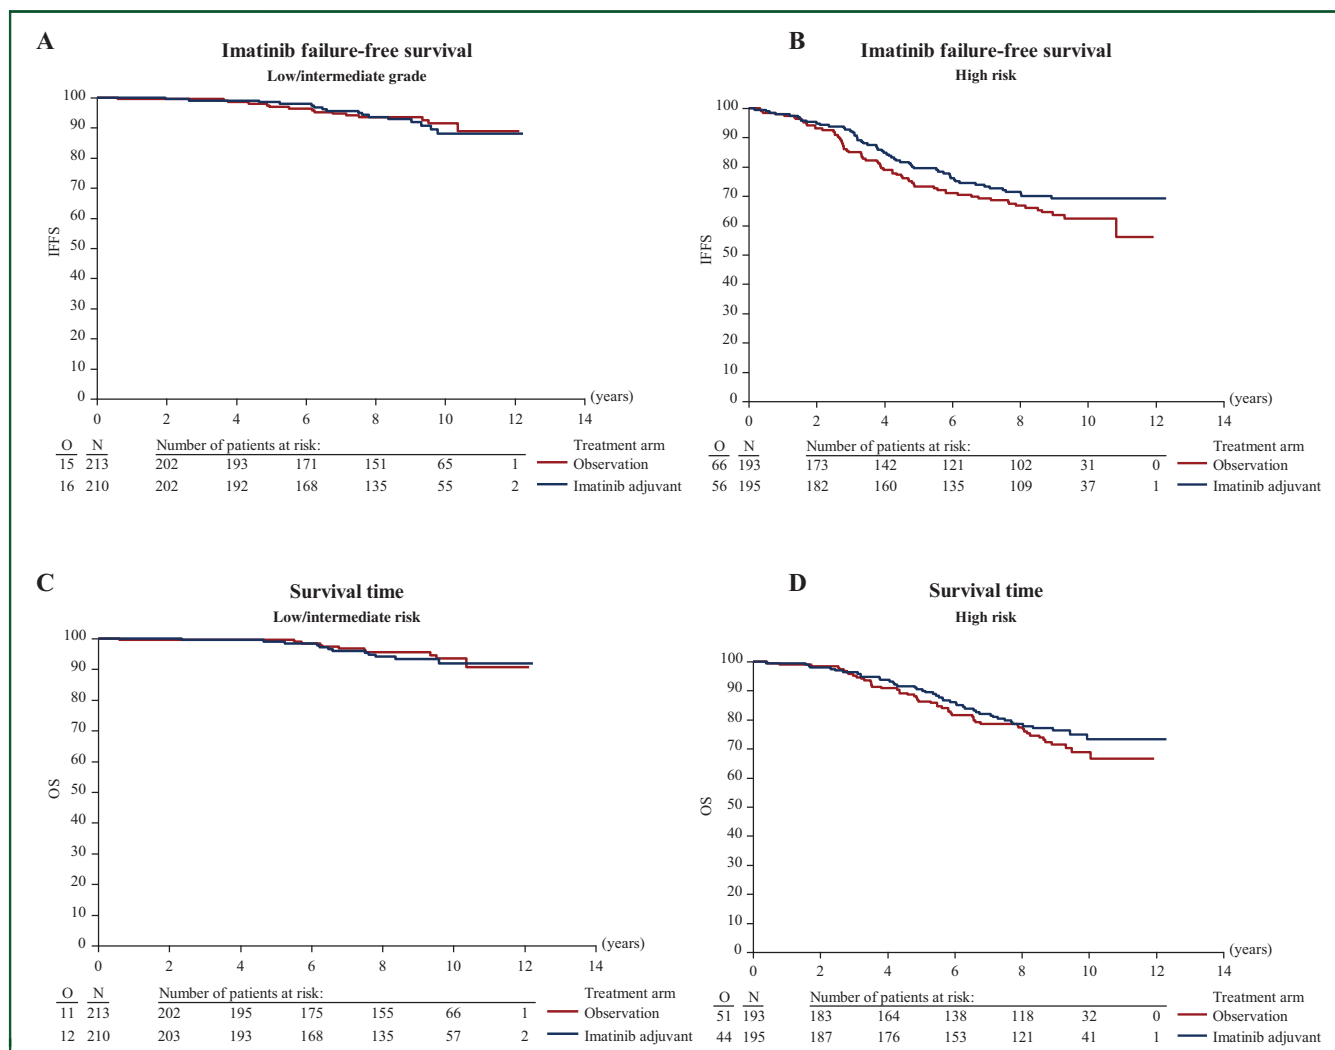 A
Imatinib failure-free survival
Low/intermediate grade
100
90
80
70
60
50
40
30
20
10
0
IFFS
0 2 4 6 8 10 12 14
(years)
O N Number of patients at risk: Treatment arm
15 213 202 193 171 151 65 1 Observation
16 210 202 192 168 135 55 2 Imatinib adjuvant
B
Imatinib failure-free survival
High risk
100
90
80
70
60
50
40
30
20
10
0
IFFS
0 2 4 6 8 10 12 14
(years)
O N Number of patients at risk: Treatment arm
66 193 173 142 121 102 31 0 Observation
56 195 182 160 135 109 37 1 Imatinib adjuvant
C
Survival time
Low/intermediate risk
100
90
80
70
60
50
40
30
20
10
0
OS
0 2 4 6 8 10 12 14
(years)
O N Number of patients at risk: Treatment arm
11 213 202 195 175 155 66 1 Observation
12 210 203 193 168 135 57 2 Imatinib adjuvant
D
Survival time
High risk
100
90
80
70
60
50
40
30
20
10
0
OS
0 2 4 6 8 10 12 14
(years)
O N Number of patients at risk: Treatment arm
51 193 183 164 138 118 32 0 Observation
44 195 187 176 153 121 41 1 Imatinib adjuvant